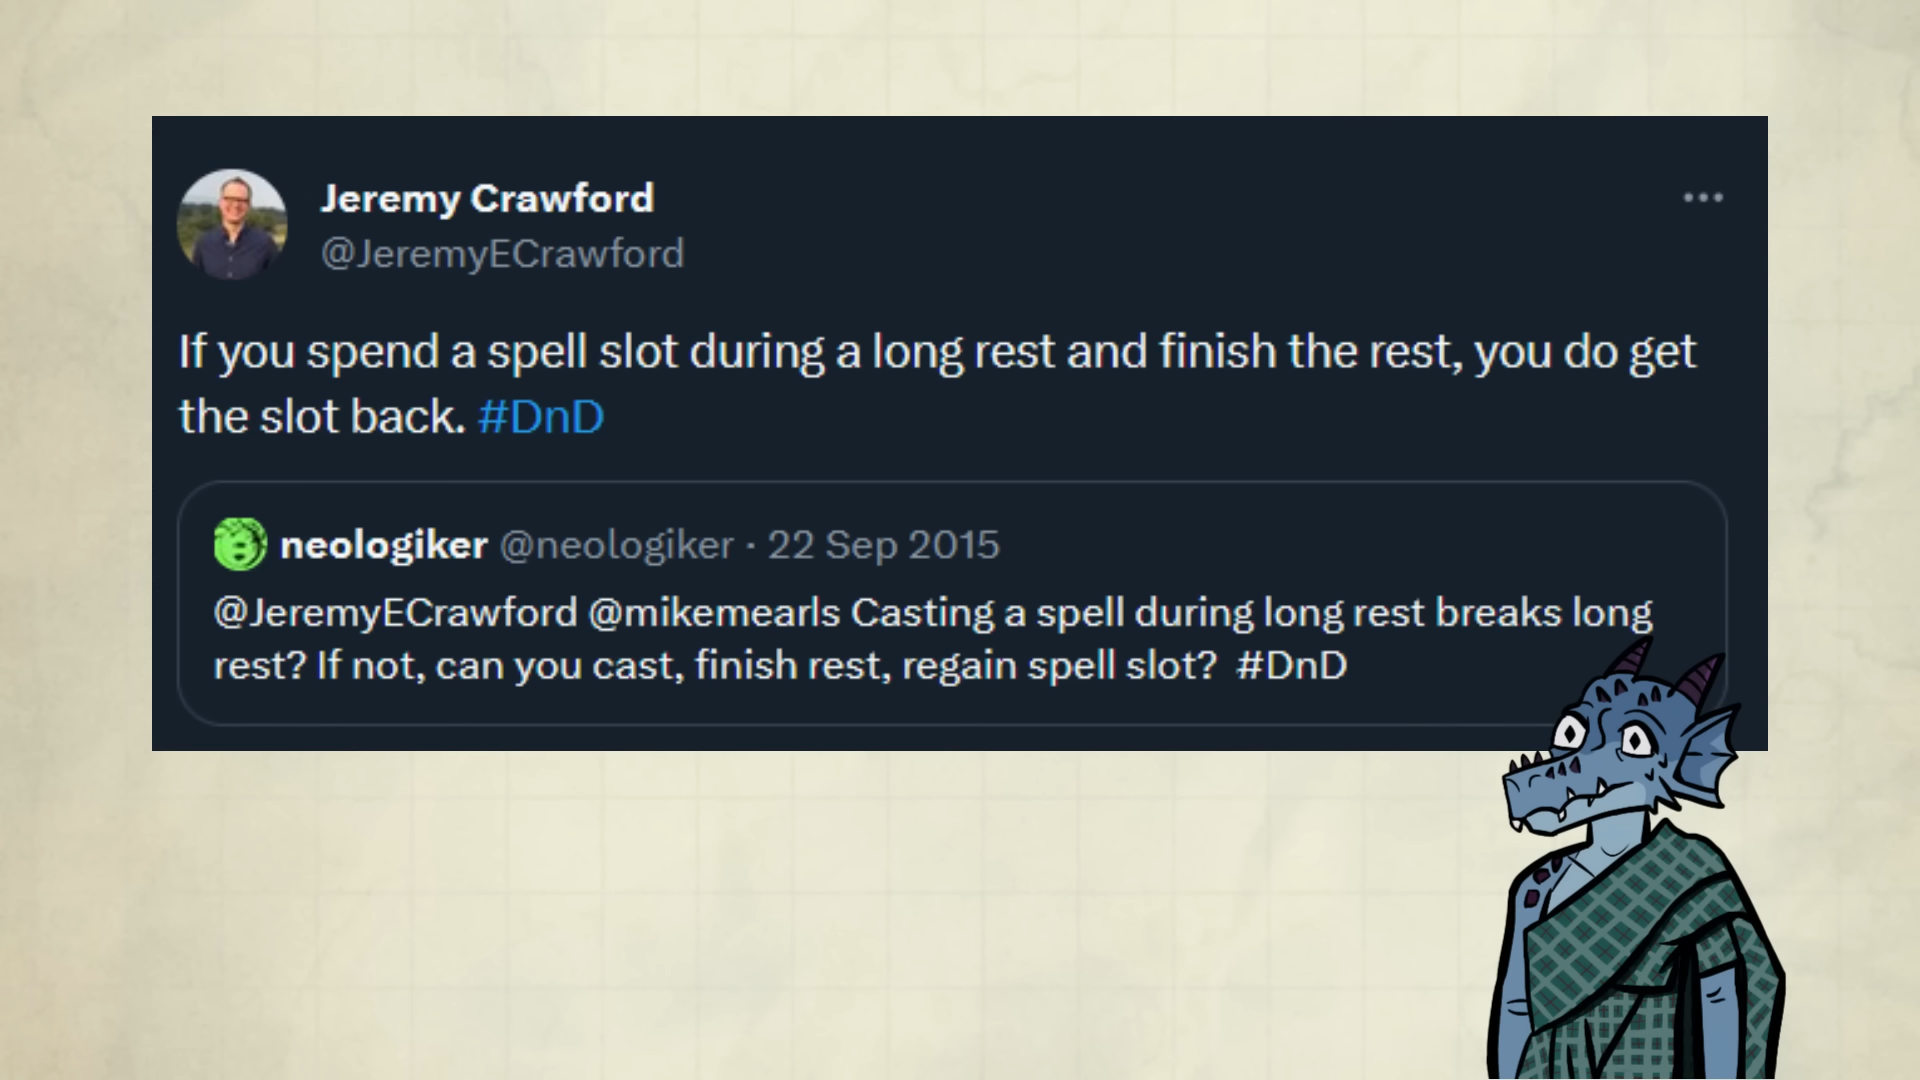 Jeremy Crawford
@JeremyECrawford
If you spend a spell slot during a long rest and finish the rest, you do get
the slot back. #DnD
neologiker @neologiker · 22 Sep 2015
@JeremyECrawford @mikemearls Casting a spell during long rest breaks long
rest? If not, can you cast, finish rest, regain spell slot? #DnD